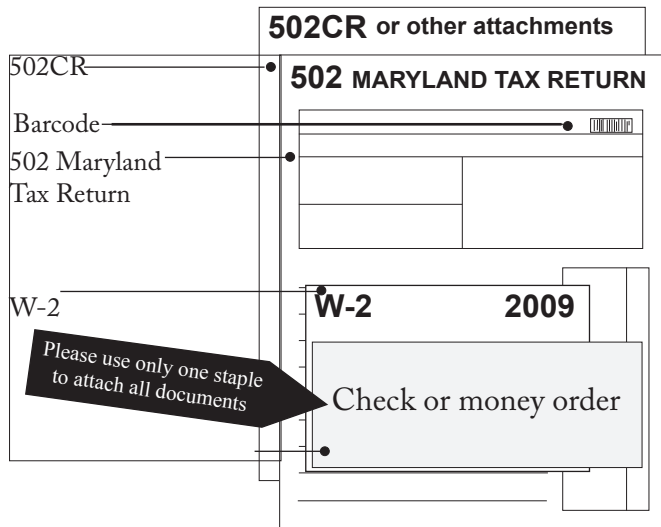 502CR or other attachments
502CR
502 MARYLAND TAX RETURN
Barcode
502 Maryland
Tax Return
W-2
W-2 2009
Please use only one staple
to attach all documents
Check or money order